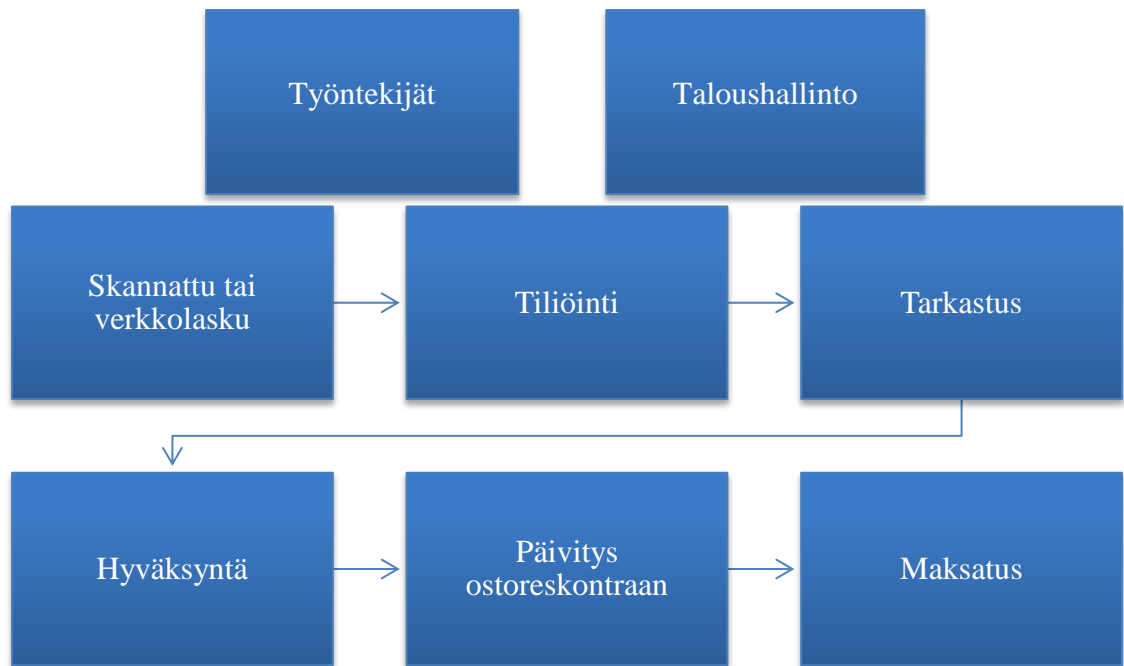 Työntekijät
Taloushallinto
Skannattu tai
verkkolasku
Tiliöinti
Tarkastus
Hyväksyntä
Päivitys
ostoreskontraan
Maksatus